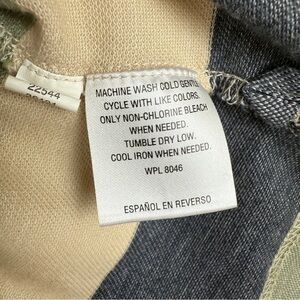 22544
MACHINE WASH COLD GENTLE
CYCLE WITH LIKE COLORS.
ONLY NON-CHLORINE BLEACH
WHEN NEEDED.
TUMBLE DRY LOW.
COOL IRON WHEN NEEDED.
WPL 8046
ESPAÑOL EN REVERSO